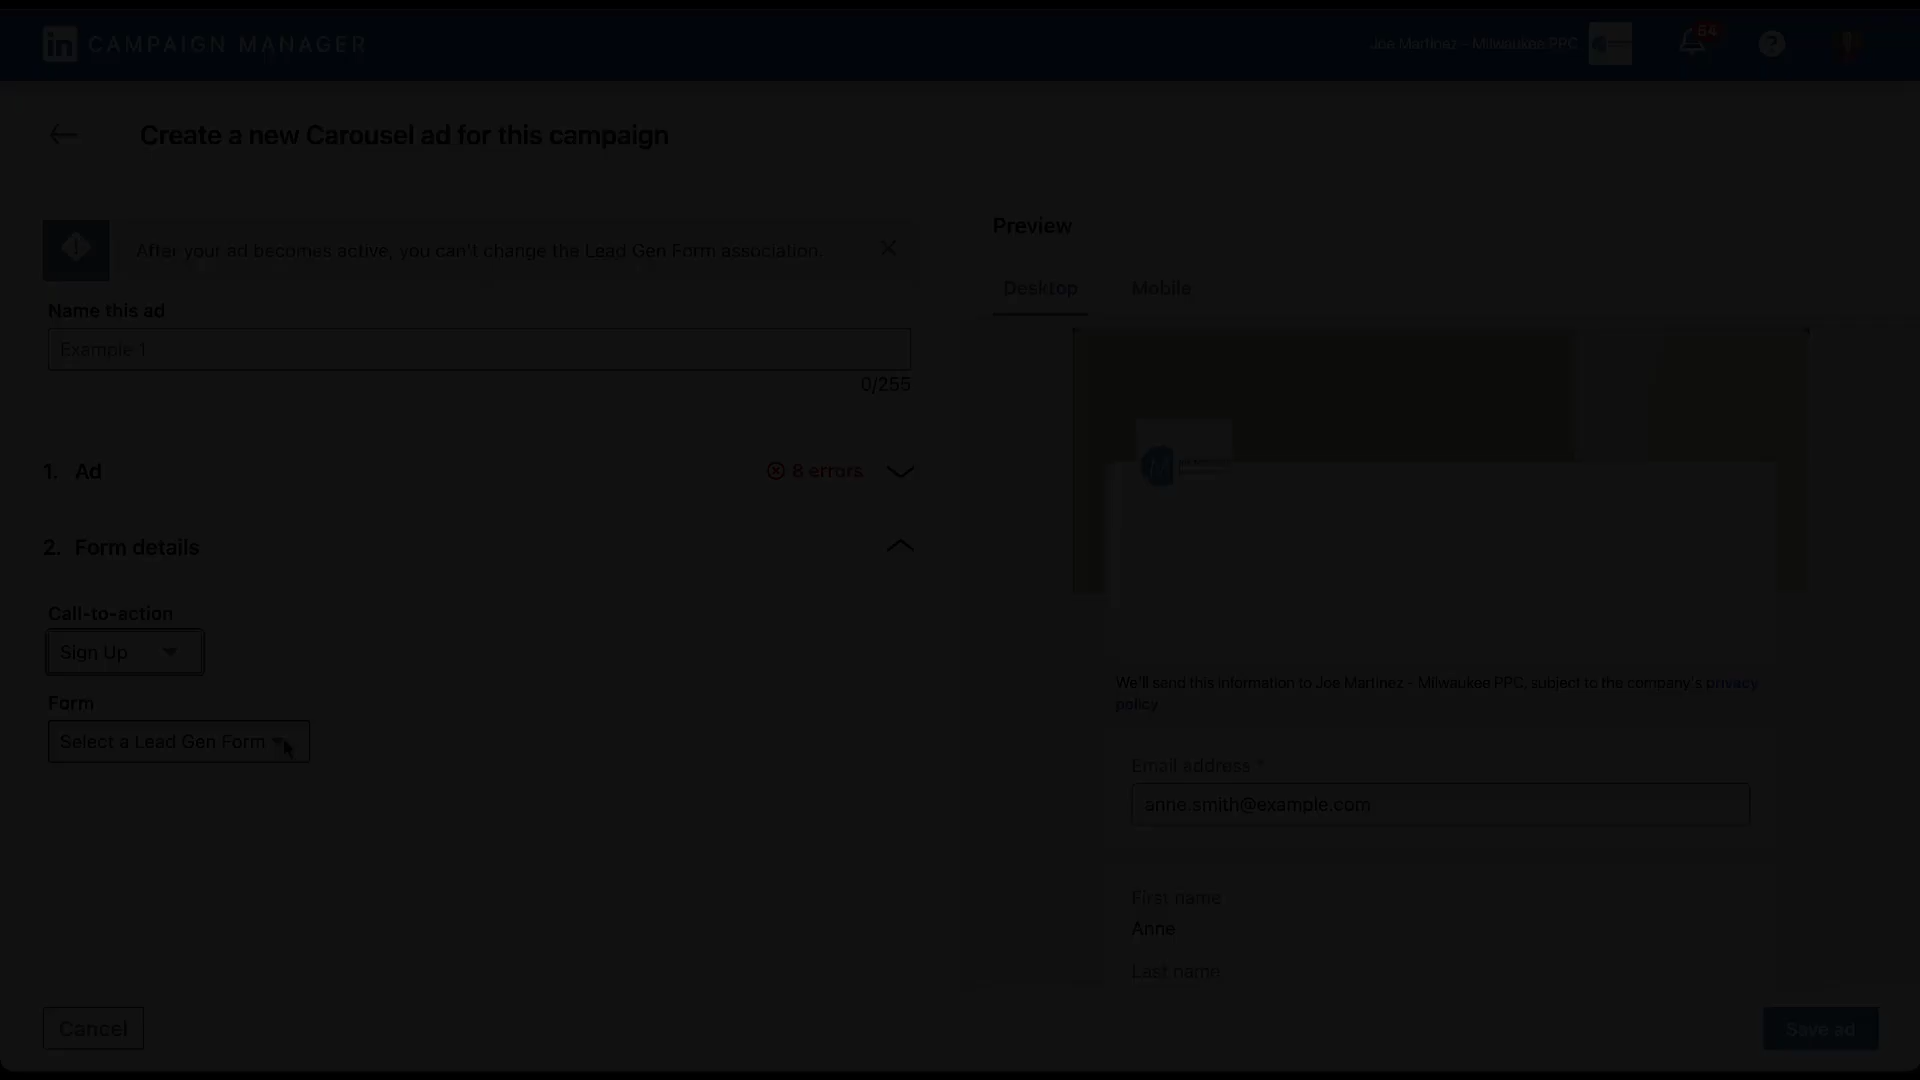 in CAMPAIGN MANAGER
Joe Martinez - Milwaukee PPC
64
?
Create a new Carousel ad for this campaign
After your ad becomes active, you can't change the Lead Gen Form association.
Name this ad
Example 1
0/255
1. Ad
8 errors
2. Form details
Call-to-action
Sign Up
Form
Select a Lead Gen Form
Cancel
Preview
Desktop
Mobile
We'll send this information to Joe Martinez - Milwaukee PPC, subject to the company's privacy
policy
Email address *
anne.smith@example.com
First name
Anne
Last name
Save ad